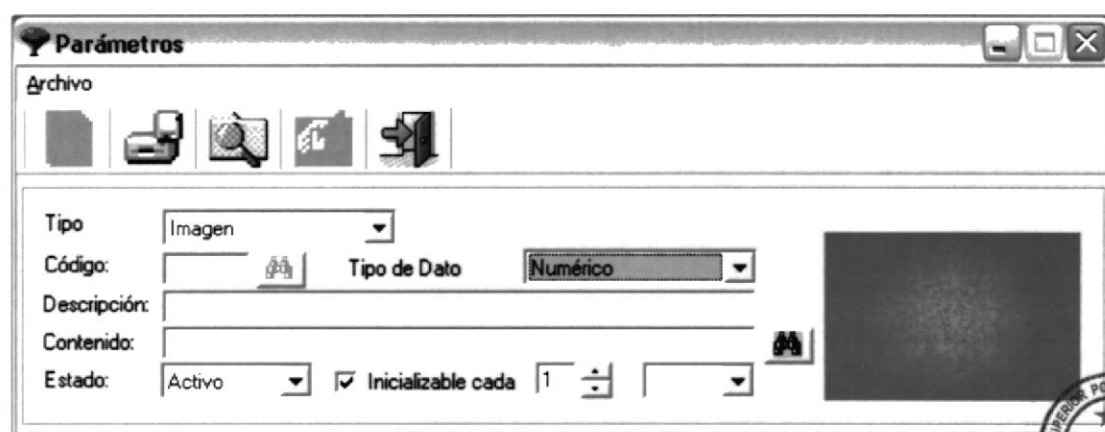 Parámetros
Archivo
Tipo Imagen
Código: Tipo de Dato Numérico
Descripción:
Contenido:
Estado: Activo Inicializable cada 1